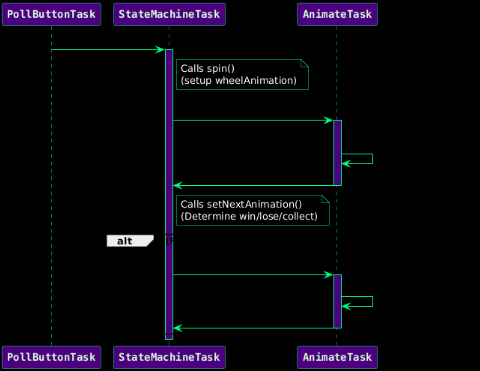 PollButtonTask StateMachineTask AnimateTask
Calls spin()
(setup wheelAnimation)
Calls setNextAnimation()
(Determine win/lose/collect)
alt
PollButtonTask StateMachineTask AnimateTask